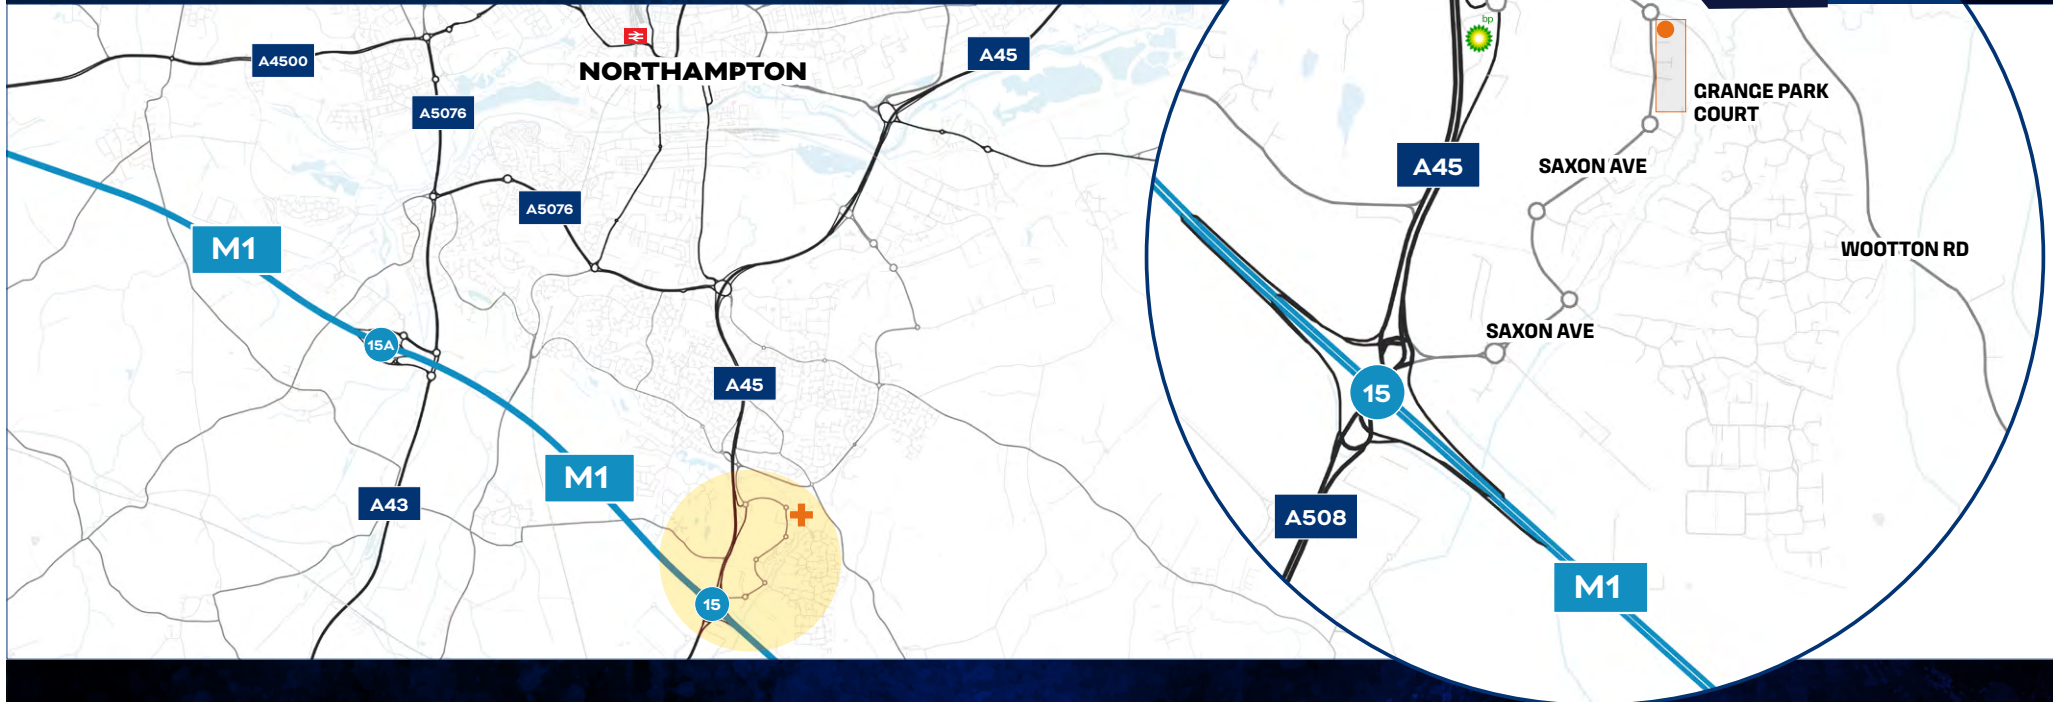 A4500
A5076
NORTHAMPTON
A45
A5076
M1
15A
A45
M1
A43
15
bp
GRANGE PARK
COURT
A45
SAXON AVE
WOOTTON RD
SAXON AVE
15
A508
M1